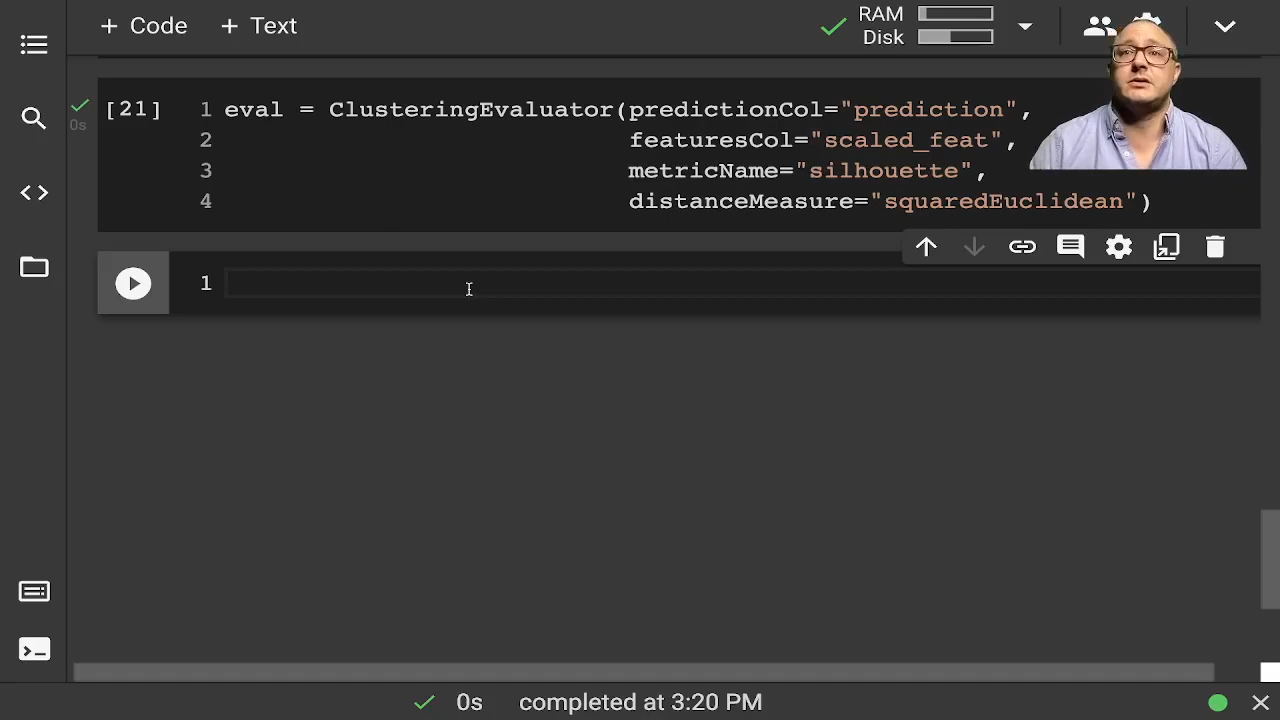 + Code + Text
RAM
Disk
[21] 1 eval = ClusteringEvaluator(predictionCol="prediction",
0s 2 featuresCol="scaled_feat",
3 metricName="silhouette",
4 distanceMeasure="squaredEuclidean")
1
0s completed at 3:20 PM